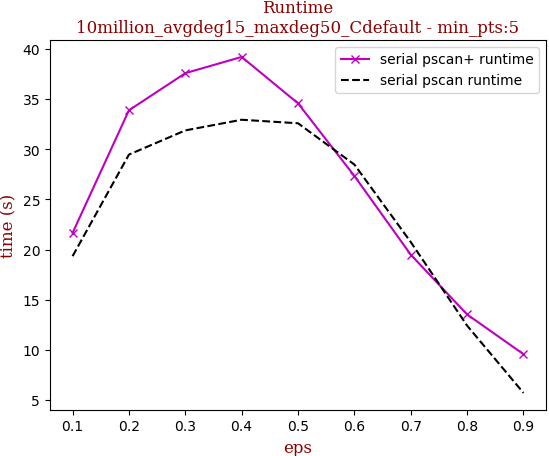 Runtime
10million_avgdeg15_maxdeg50_Cdefault - min_pts:5
serial pscan+ runtime
serial pscan runtime
time (s)
40
35
30
25
20
15
10
5
0.1 0.2 0.3 0.4 0.5 0.6 0.7 0.8 0.9
eps